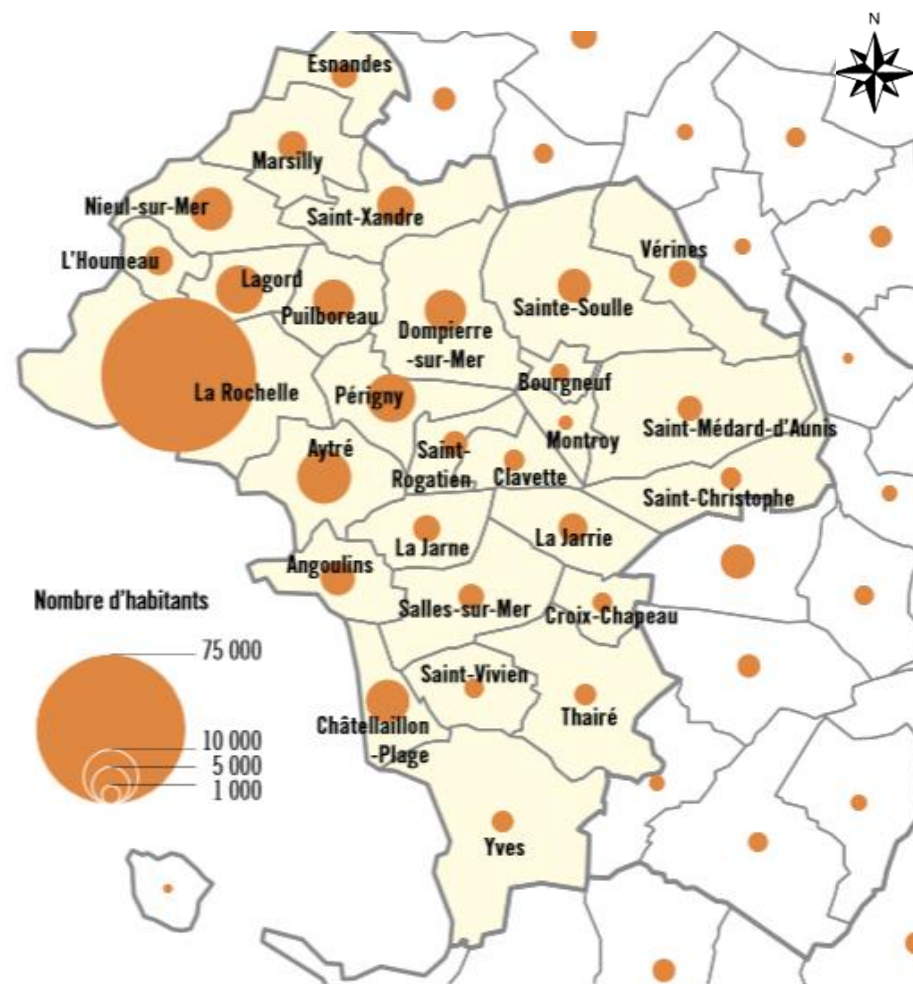 N
Esnandes
Marsilly
Nieul-sur-Mer
Saint-Xandre
Vérines
L'Houmeau
Lagord
Puilboreau
Sainte-Soulle
Dompierre
-sur-Mer
Bourgneuf
La Rochelle
Périgny
Saint-Médard-d'Aunis
Montroy
Aytré
Saint-
Rogatien
Clavette
Saint-Christophe
La Jarne
La Jarrie
Angoulins
Salles-sur-Mer
Croix-Chapeau
Saint-Vivien
Thairé
Châtellaillon
-Plage
Yves
Nombre d'habitants
75 000
10 000
5 000
1 000